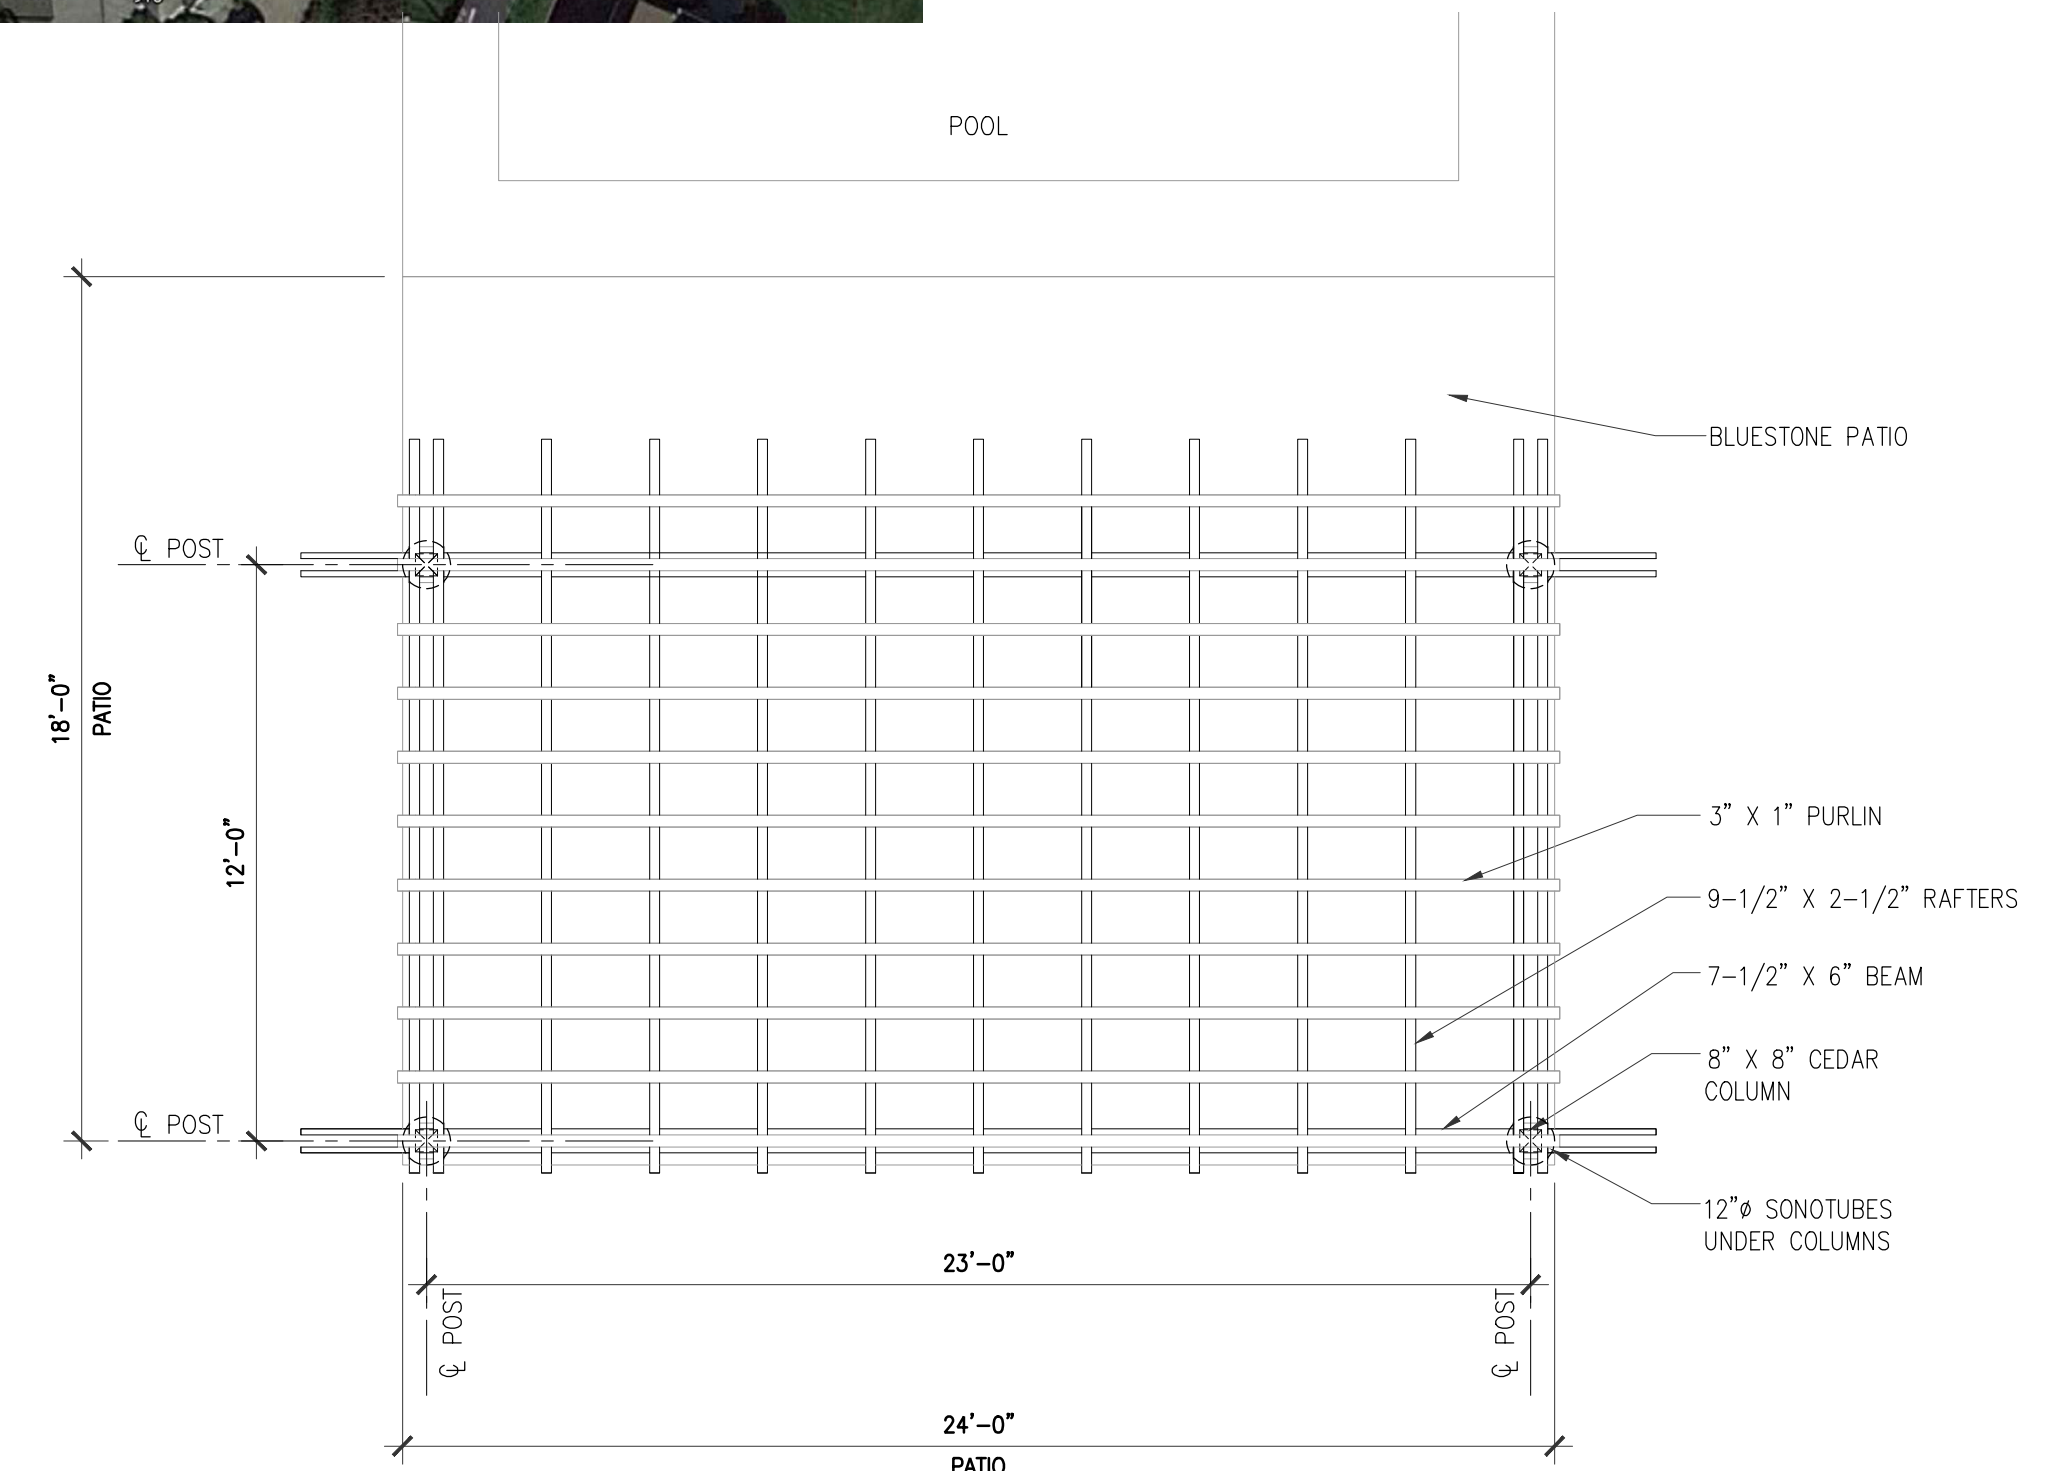 POOL
BLUESTONE PATIO
℄ POST
18'-0"
PATIO
12'-0"
3" X 1" PURLIN
9-1/2" X 2-1/2" RAFTERS
7-1/2" X 6" BEAM
8" X 8" CEDAR
COLUMN
℄ POST
12"ø SONOTUBES
UNDER COLUMNS
23'-0"
℄ POST
℄ POST
24'-0"
PATIO